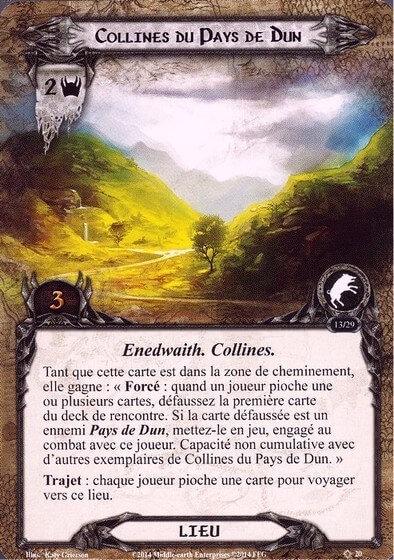 Collines du Pays de Dun
2
3
13/29
Enedwaith. Collines.
Tant que cette carte est dans la zone de cheminement,
elle gagne : « Forcé : quand un joueur pioche une
ou plusieurs cartes, défaussez la première carte
du deck de rencontre. Si la carte défaussée est un
ennemi Pays de Dun, mettez-le en jeu, engagé au
combat avec ce joueur. Capacité non cumulative avec
d'autres exemplaires de Collines du Pays de Dun. »
Trajet : chaque joueur pioche une carte pour voyager
vers ce lieu.
LIEU
Illus. Katy Grierson
©2014 Middle-earth Enterprises ©2014 FFG
20